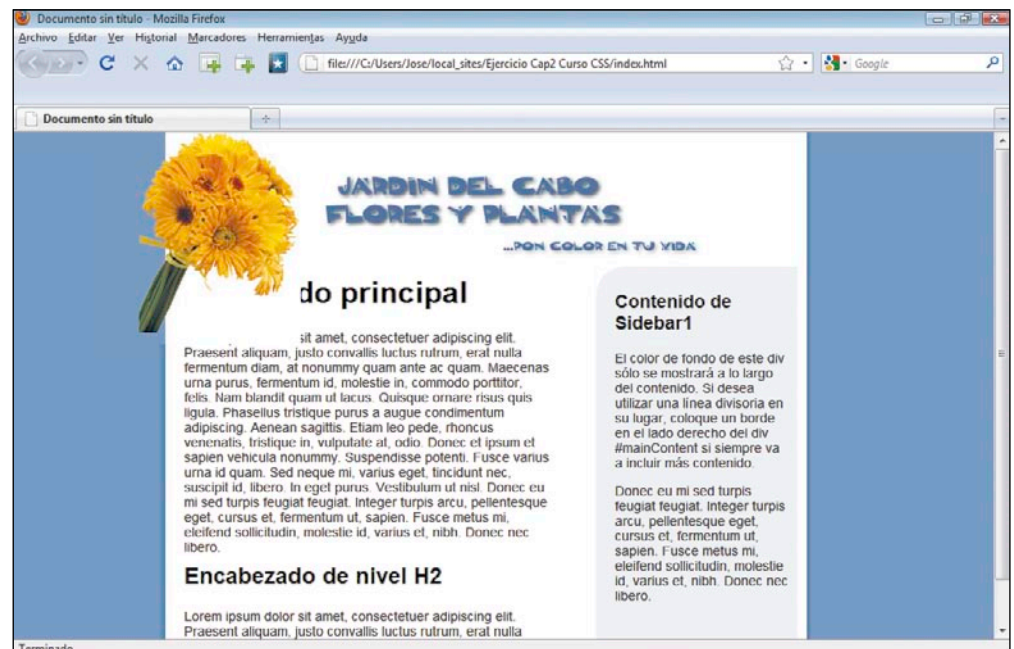 Documento sin título - Mozilla Firefox
Archivo Editar Ver Historial Marcadores Herramientas Ayuda
file:///C:/Users/Jose/local_sites/Ejercicio Cap2 Curso CSS/index.html
Google
Documento sin título
JARDIN DEL CABO
FLORES Y PLANTAS
...PON COLOR EN TU VIDA
do principal
sit amet, consectetuer adipiscing elit.
Praesent aliquam, justo convallis luctus rutrum, erat nulla
fermentum diam, at nonummy quam ante ac quam. Maecenas
urna purus, fermentum id, molestie in, commodo porttitor,
felis. Nam blandit quam ut lacus. Quisque ornare risus quis
ligula. Phasellus tristique purus a augue condimentum
adipiscing. Aenean sagittis. Etiam leo pede, rhoncus
venenatis, tristique in, vulputate at, odio. Donec et ipsum et
sapien vehicula nonummy. Suspendisse potenti. Fusce varius
urna id quam. Sed neque mi, varius eget, tincidunt nec,
suscipit id, libero. In eget purus. Vestibulum ut nisl. Donec eu
mi sed turpis feugiat feugiat. Integer turpis arcu, pellentesque
eget, cursus et, fermentum ut, sapien. Fusce metus mi,
eleifend sollicitudin, molestie id, varius et, nibh. Donec nec
libero.
Encabezado de nivel H2
Lorem ipsum dolor sit amet, consectetuer adipiscing elit.
Praesent aliquam, justo convallis luctus rutrum, erat nulla
Contenido de
Sidebar1
El color de fondo de este div
sólo se mostrará a lo largo
del contenido. Si desea
utilizar una línea divisoria en
su lugar, coloque un borde
en el lado derecho del div
#mainContent si siempre va
a incluir más contenido.
Donec eu mi sed turpis
feugiat feugiat. Integer turpis
arcu, pellentesque eget,
cursus et, fermentum ut,
sapien. Fusce metus mi,
eleifend sollicitudin, molestie
id, varius et, nibh. Donec nec
libero.
Terminado